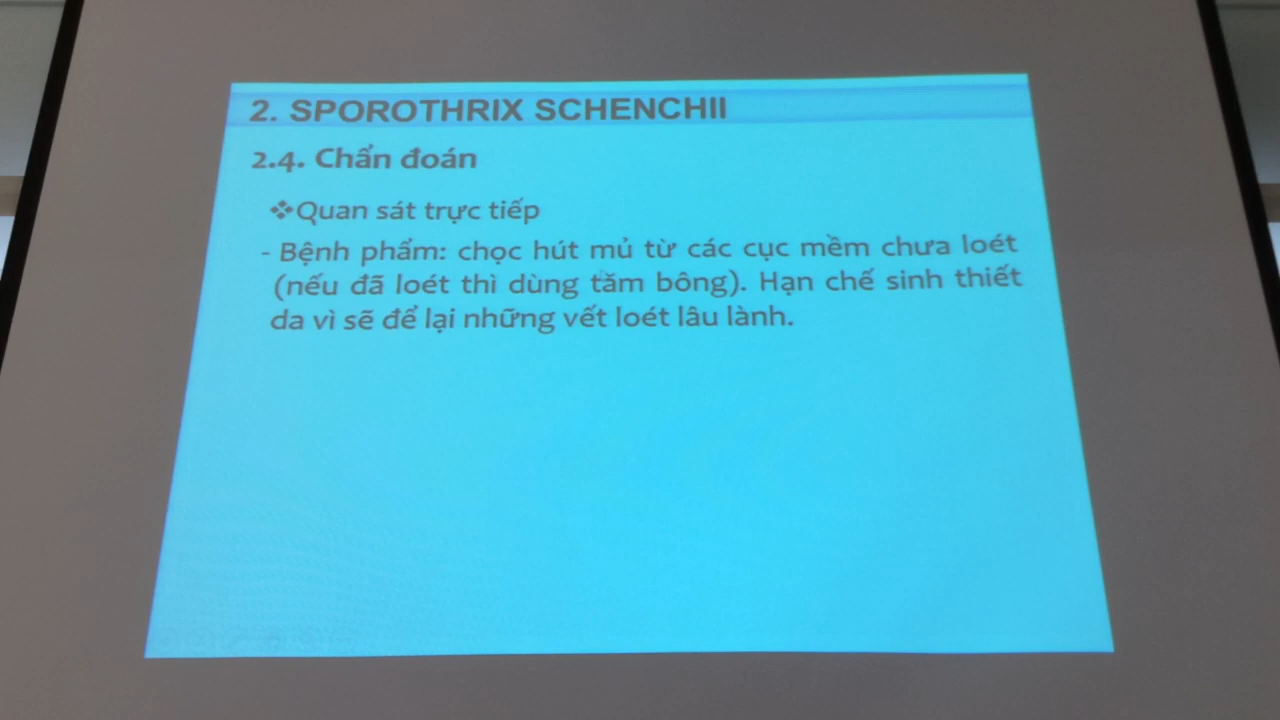 2. SPOROTHRIX SCHENCHII
2.4. Chẩn đoán
❖Quan sát trực tiếp
- Bệnh phẩm: chọc hút mủ từ các cục mềm chưa loét
(nếu đã loét thì dùng tăm bông). Hạn chế sinh thiết
da vì sẽ để lại những vết loét lâu lành.